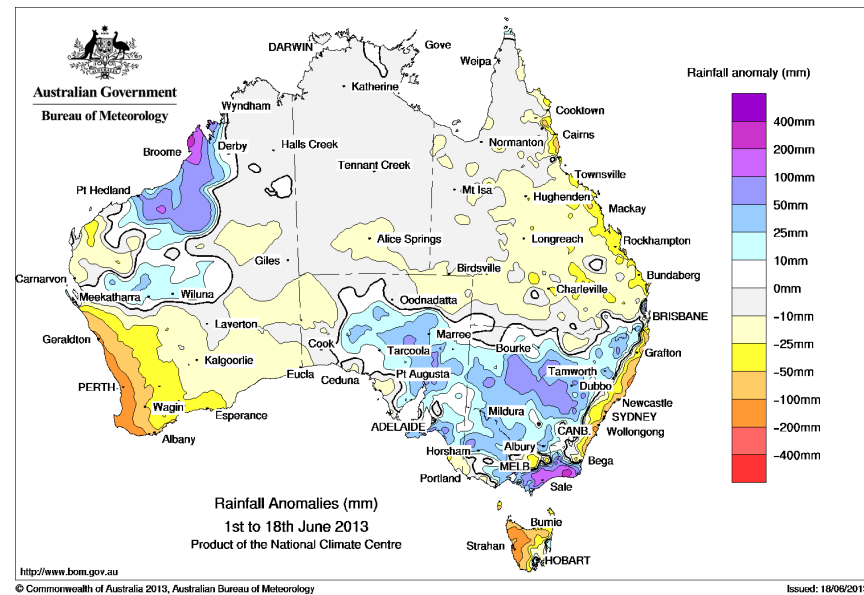 Australian Government
Bureau of Meteorology
DARWIN
Gove
Weipa
Katherine
Wyndham
Cooktown
Cairns
Normanton
Broome
Derby
Halls Creek
Tennant Creek
Townsville
Pt Hedland
Mt Isa
Hughenden
Mackay
Alice Springs
Longreach
Rockhampton
Giles
Birdsville
Carnarvon
Meekatharra
Wiluna
Charleville
Bundaberg
Oodnadatta
BRISBANE
Laverton
Marree
Geraldton
Cook
Tarcoola
Bourke
Grafton
Kalgoorlie
Eucla
Ceduna
Pt Augusta
Tamworth
Dubbo
PERTH
Wagin
Esperance
Mildura
Newcastle
SYDNEY
Wollongong
ADELAIDE
CANB.
Albany
Horsham
Albury
Bega
Portland
MELB
Sale
Strahan
Burnie
HOBART
Rainfall anomaly (mm)
400mm
200mm
100mm
50mm
25mm
10mm
0mm
-10mm
-25mm
-50mm
-100mm
-200mm
-400mm
Rainfall Anomalies (mm)
1st to 18th June 2013
Product of the National Climate Centre
http://www.bom.gov.au
© Commonwealth of Australia 2013, Australian Bureau of Meteorology
Issued: 18/06/2013